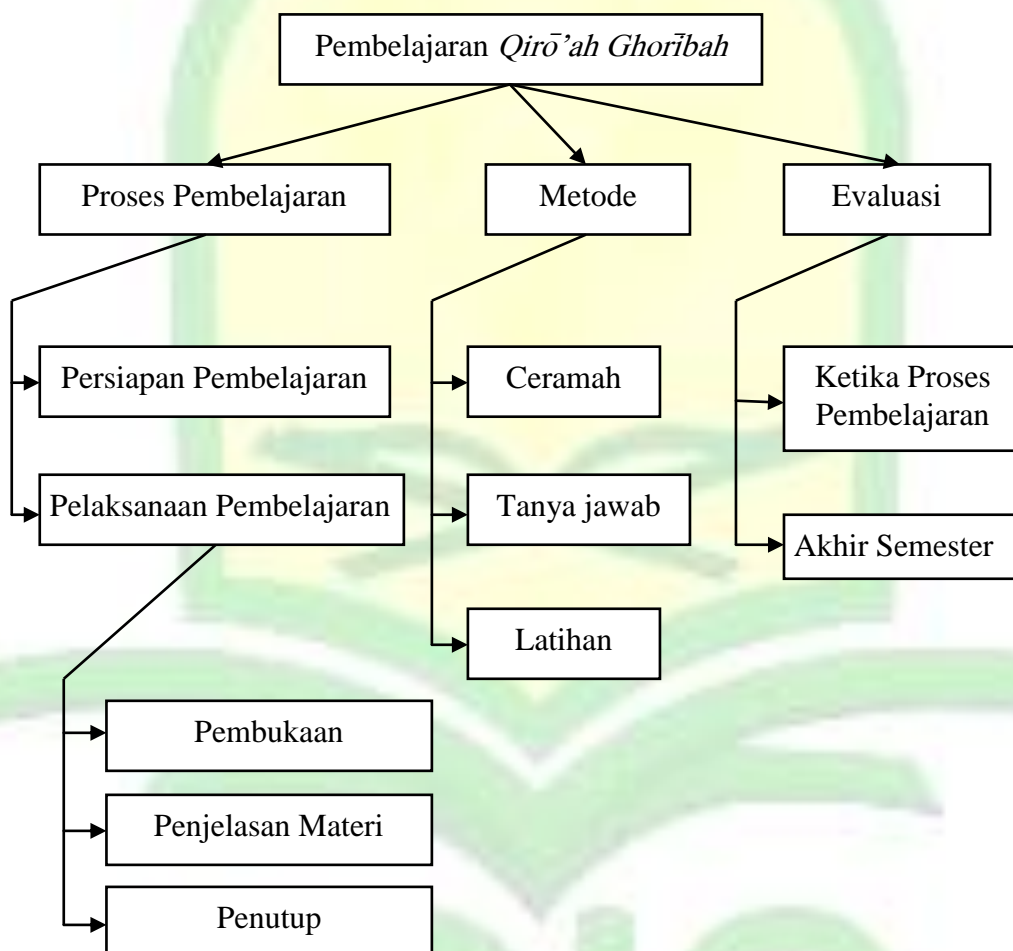 Pembelajaran Qirō'ah Ghorībah
Proses Pembelajaran
Metode
Evaluasi
Persiapan Pembelajaran
Ceramah
Ketika Proses
Pembelajaran
Pelaksanaan Pembelajaran
Tanya jawab
Akhir Semester
Latihan
Pembukaan
Penjelasan Materi
Penutup